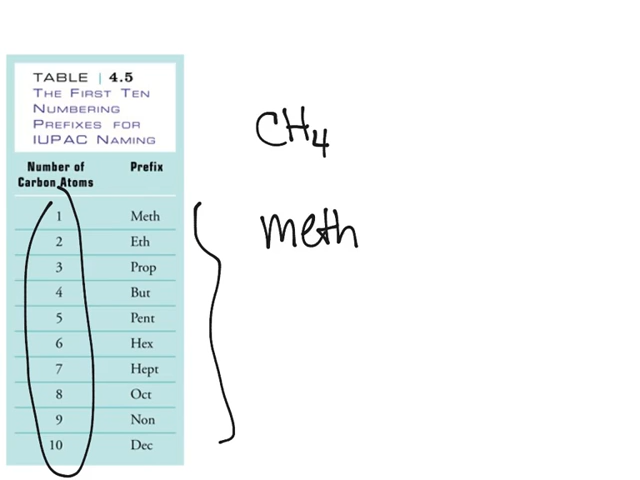 TABLE | 4.5
THE FIRST TEN
NUMBERING
PREFIXES FOR
IUPAC NAMING
Number of Carbon Atoms Prefix
1 Meth
2 Eth
3 Prop
4 But
5 Pent
6 Hex
7 Hept
8 Oct
9 Non
10 Dec
CH4
meth